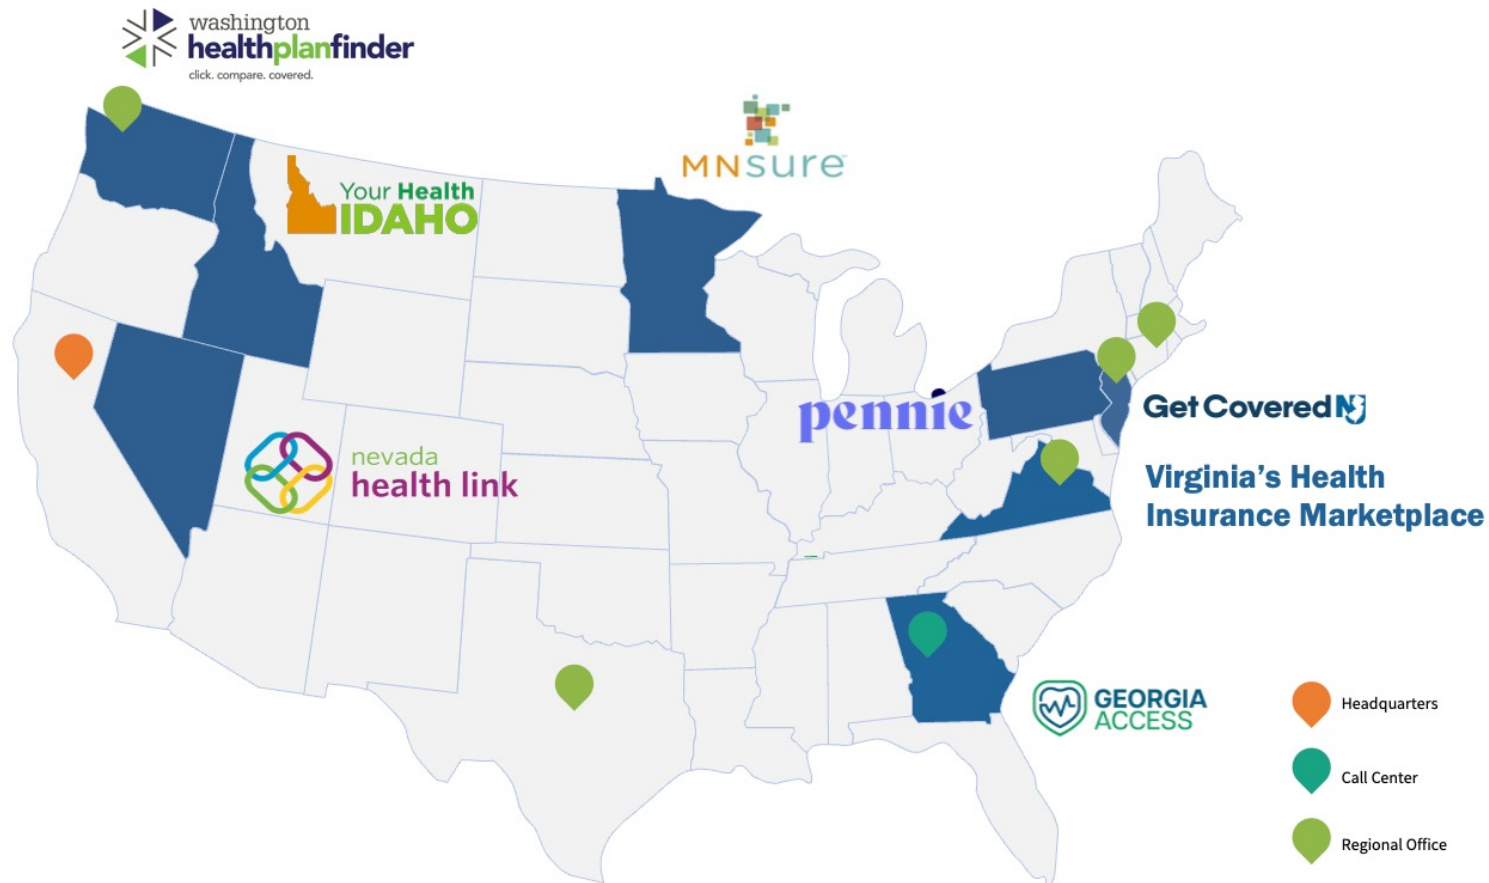 washington
healthplanfinder
click. compare. covered.
MNSure
Your Health
IDAHO
pennie
Get Covered NJ
nevada
health link
Virginia's Health
Insurance Marketplace
GEORGIA
ACCESS
Headquarters
Call Center
Regional Office